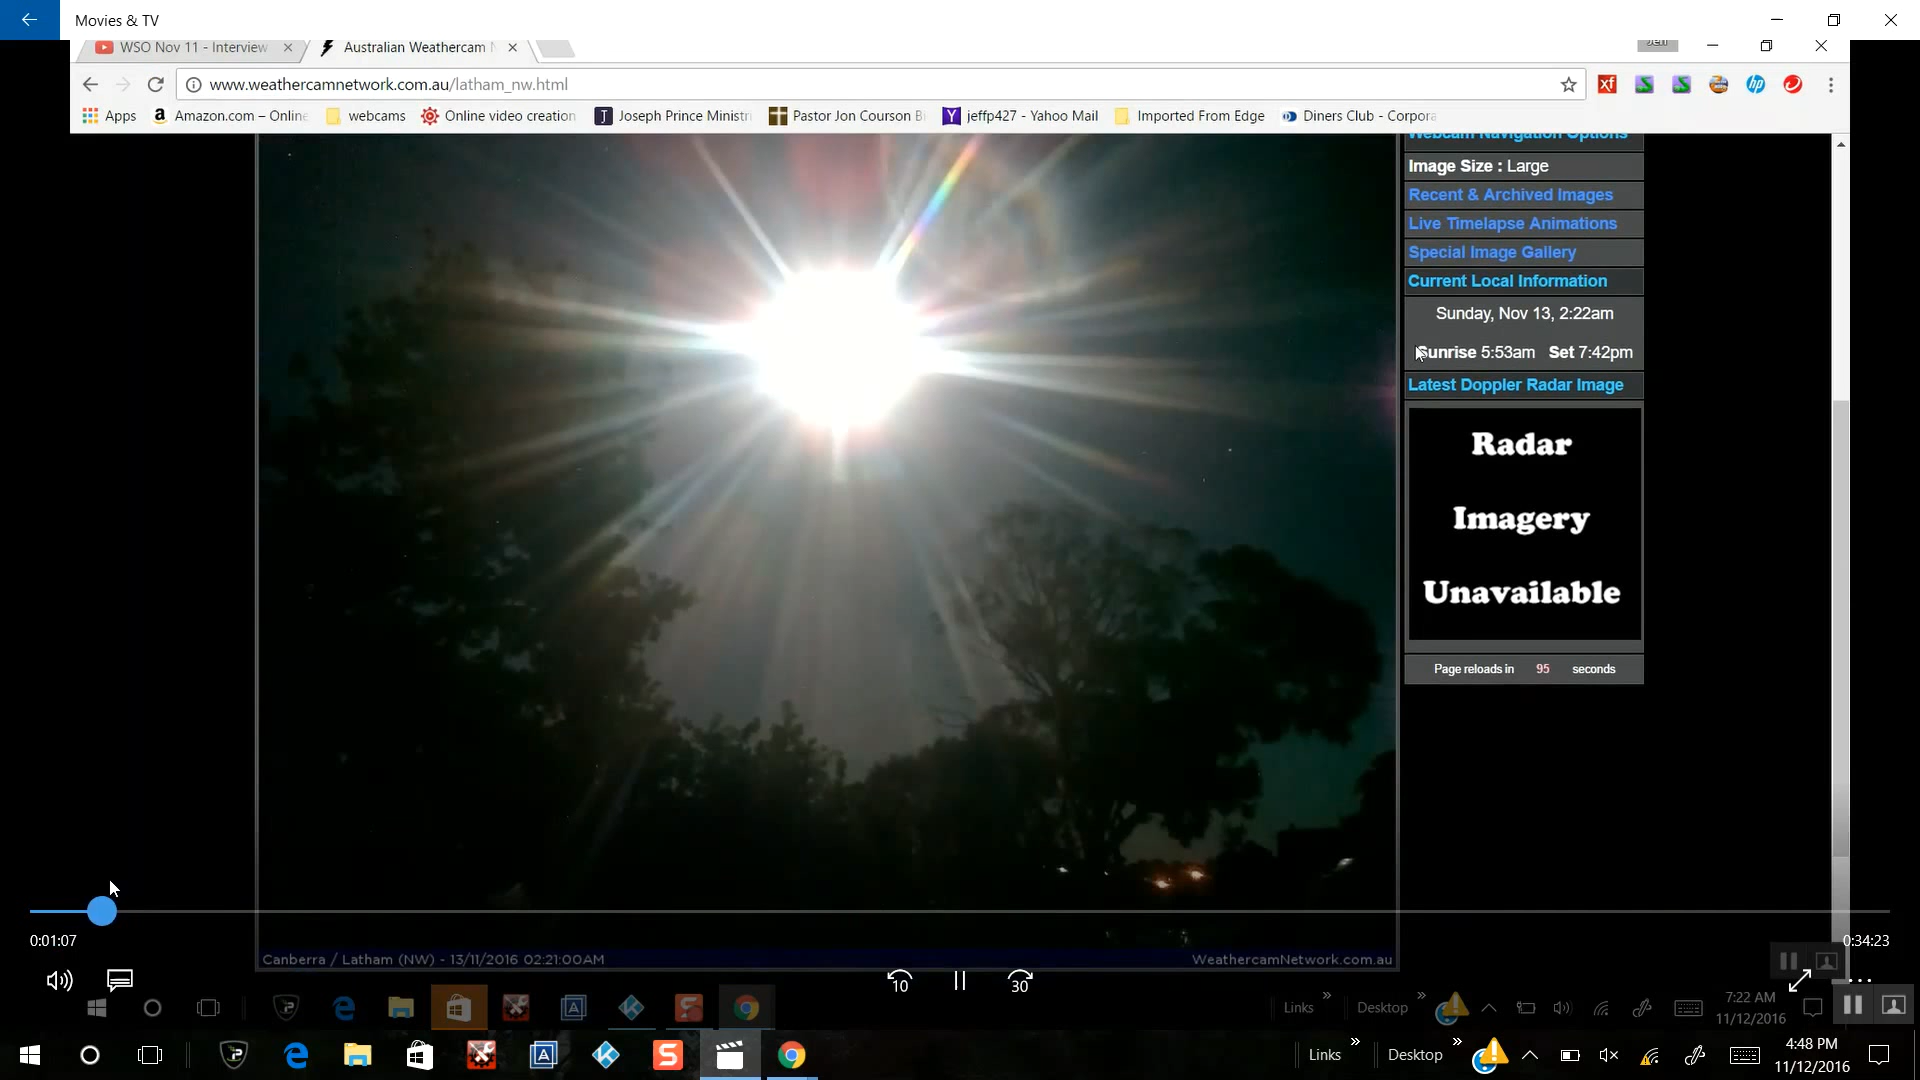 Movies & TV
WSO Nov 11 - Interview
Australian Weathercam
Jeff
www.weathercamnetwork.com.au/latham_nw.html
Apps
Amazon.com – Online
webcams
Online video creation
Joseph Prince Ministri
Pastor Jon Courson B
jeffp427 - Yahoo Mail
Imported From Edge
Diners Club - Corpora
Webcam Navigation Options
Image Size : Large
Recent & Archived Images
Live Timelapse Animations
Special Image Gallery
Current Local Information
Sunday, Nov 13, 2:22am
Sunrise 5:53am Set 7:42pm
Latest Doppler Radar Image
Radar
Imagery
Unavailable
Page reloads in 95 seconds
0:01:07
0:34:23
Canberra / Latham (NW) - 13/11/2016 02:21:00AM
WeathercamNetwork.com.au
10
30
Links
Desktop
7:22 AM
11/12/2016
Links
Desktop
4:48 PM
11/12/2016